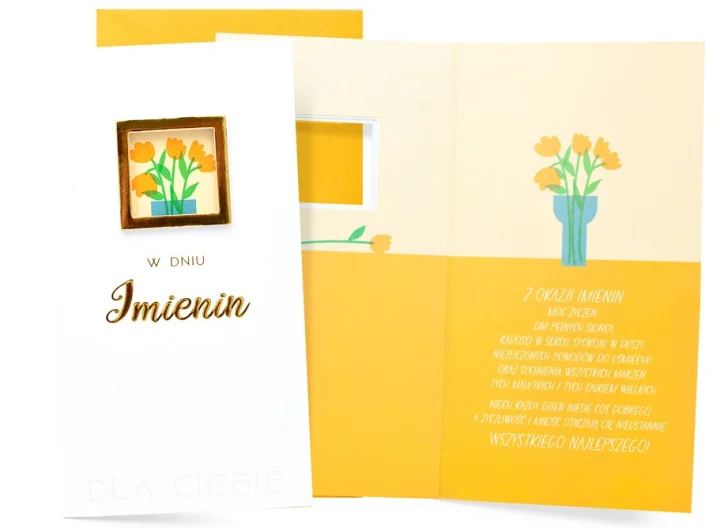 W DNIU
Imienin
DLA CIEBIE
Z OKAZJI IMIENIN
MOC ŻYCZEŃ
DNI PEŁNYCH SŁOŃCA,
RADOŚCI W SERCU, SPOKOJU W DUSZY,
NIEZLICZONYCH POWODÓW DO UŚMIECHU
ORAZ SPEŁNIENIA WSZYSTKICH MARZEŃ
TYCH MALUTKICH I TYCH CAŁKIEM WIELKICH.
NIECH KAŻDY DZIEŃ NIESIE COŚ DOBREGO,
A ŻYCZLIWOŚĆ I MIŁOŚĆ OTACZAJĄ CIĘ NIEUSTANNIE.
WSZYSTKIEGO NAJLEPSZEGO!